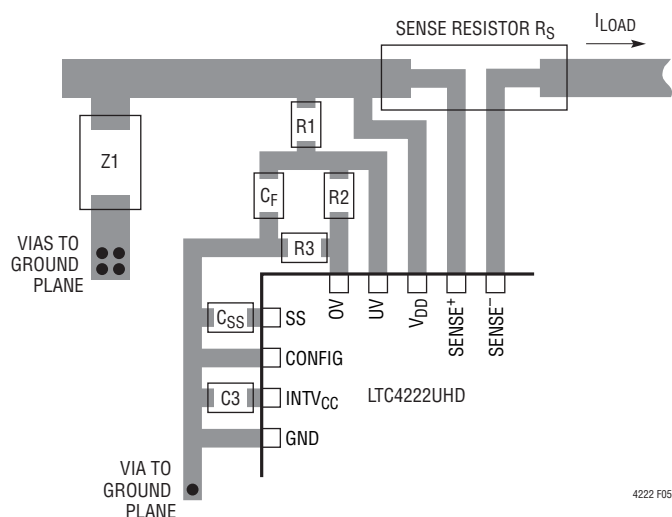 SENSE RESISTOR RS
ILOAD
R1
Z1
CF
R2
R3
VIAS TO
GROUND
PLANE
OV
UV
VDD
SENSE+
SENSE−
CSS
SS
CONFIG
C3
INTVCC
LTC4222UHD
GND
VIA TO
GROUND
PLANE
4222 F05